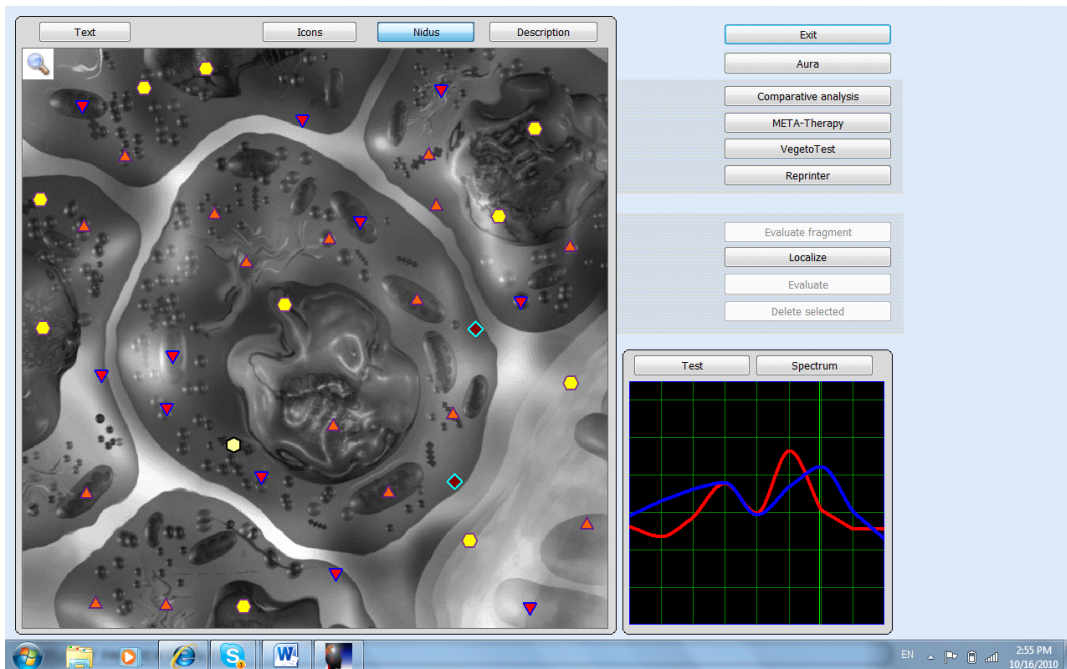 Text
Icons
Nidus
Description
Exit
Aura
Comparative analysis
META-Therapy
VegetoTest
Reprinter
Evaluate fragment
Localize
Evaluate
Delete selected
Test
Spectrum
EN
2:55 PM
10/16/2010